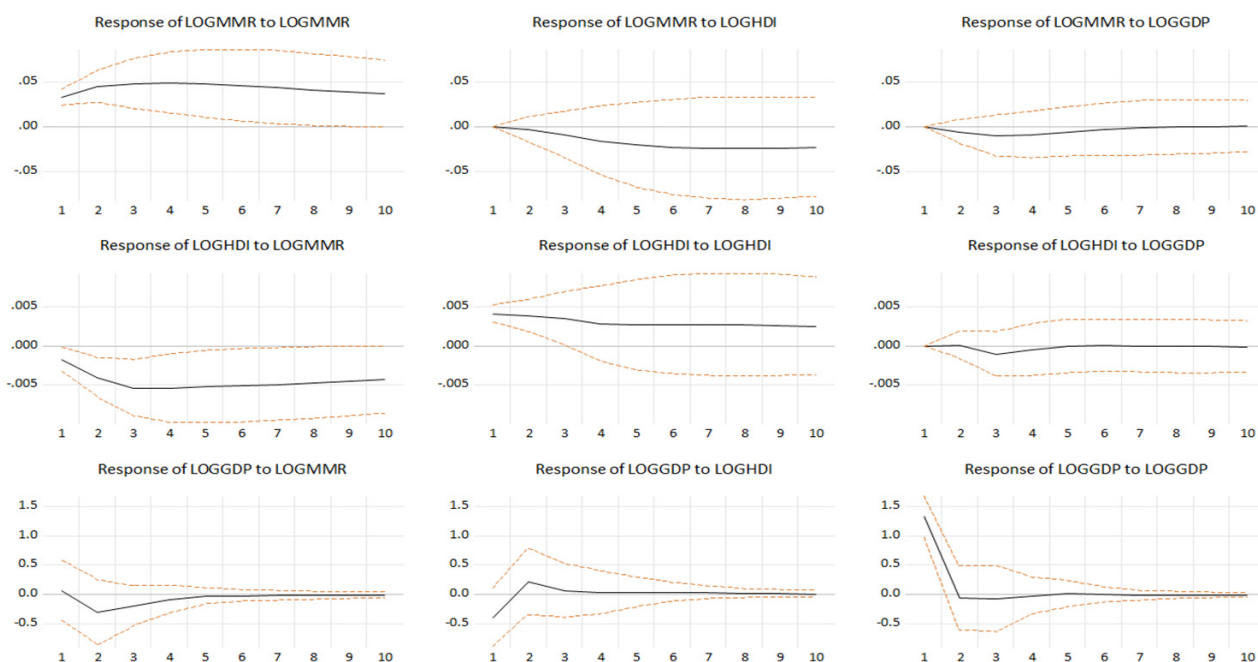 Response of LOGMMR to LOGMMR
Response of LOGMMR to LOGHDI
Response of LOGMMR to LOGGDP
.05
.00
-.05
1 2 3 4 5 6 7 8 9 10
.05
.00
-.05
1 2 3 4 5 6 7 8 9 10
.05
.00
-.05
1 2 3 4 5 6 7 8 9 10
Response of LOGHDI to LOGMMR
Response of LOGHDI to LOGHDI
Response of LOGHDI to LOGGDP
.005
.000
-.005
1 2 3 4 5 6 7 8 9 10
.005
.000
-.005
1 2 3 4 5 6 7 8 9 10
.005
.000
-.005
1 2 3 4 5 6 7 8 9 10
Response of LOGGDP to LOGMMR
Response of LOGGDP to LOGHDI
Response of LOGGDP to LOGGDP
1.5
1.0
0.5
0.0
-0.5
1 2 3 4 5 6 7 8 9 10
1.5
1.0
0.5
0.0
-0.5
1 2 3 4 5 6 7 8 9 10
1.5
1.0
0.5
0.0
-0.5
1 2 3 4 5 6 7 8 9 10